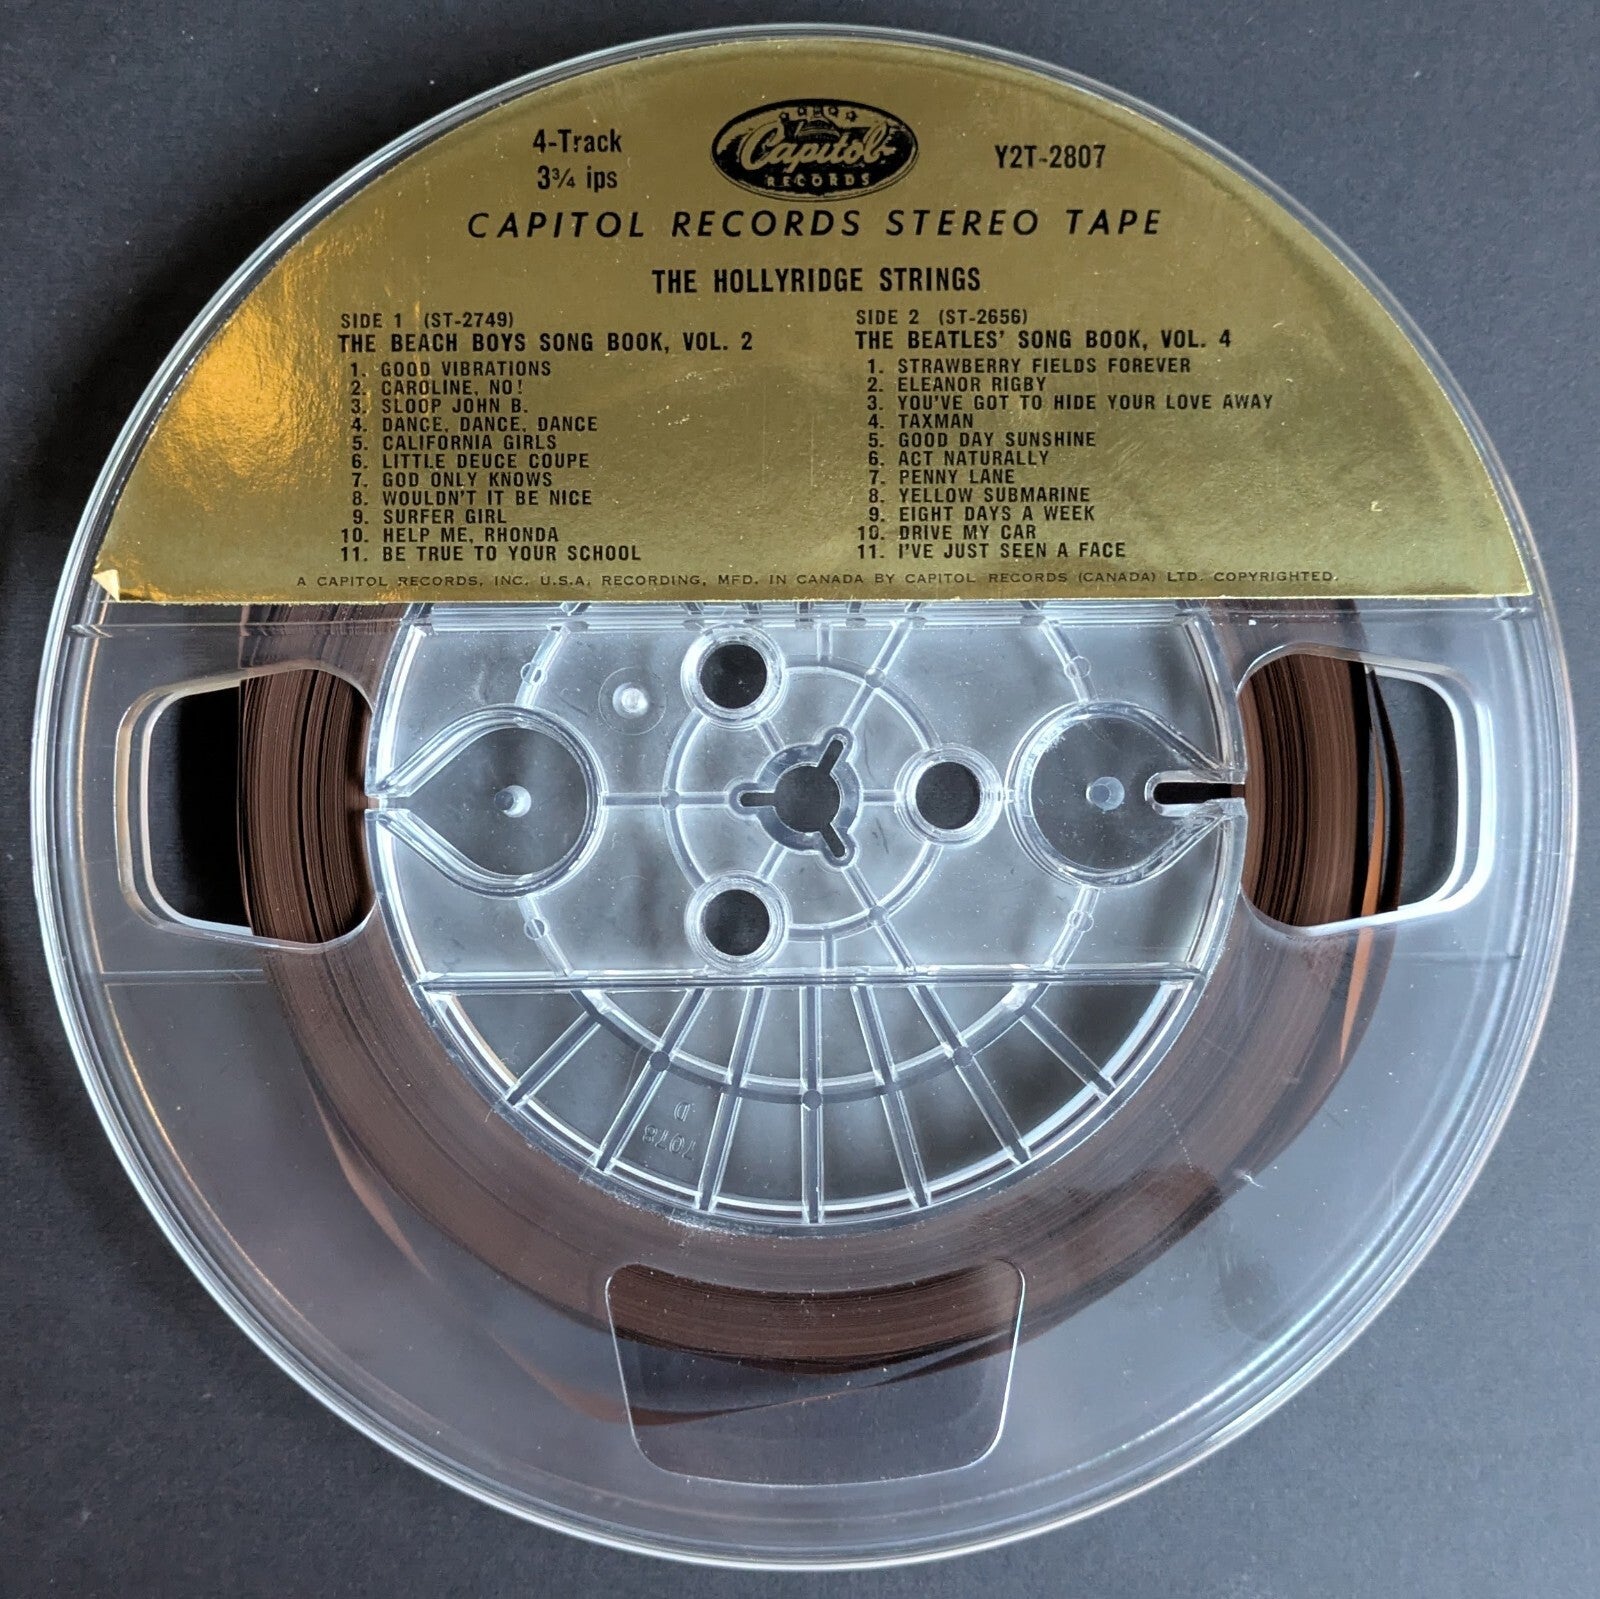 4-Track
3¾ ips
Capitol
RECORDS
Y2T-2807
CAPITOL RECORDS STEREO TAPE
THE HOLLYRIDGE STRINGS
SIDE 1 (ST-2749)
THE BEACH BOYS SONG BOOK, VOL. 2
1. GOOD VIBRATIONS
2. CAROLINE, NO!
3. SLOOP JOHN B.
4. DANCE, DANCE, DANCE
5. CALIFORNIA GIRLS
6. LITTLE DEUCE COUPE
7. GOD ONLY KNOWS
8. WOULDN'T IT BE NICE
9. SURFER GIRL
10. HELP ME, RHONDA
11. BE TRUE TO YOUR SCHOOL
SIDE 2 (ST-2656)
THE BEATLES' SONG BOOK, VOL. 4
1. STRAWBERRY FIELDS FOREVER
2. ELEANOR RIGBY
3. YOU'VE GOT TO HIDE YOUR LOVE AWAY
4. TAXMAN
5. GOOD DAY SUNSHINE
6. ACT NATURALLY
7. PENNY LANE
8. YELLOW SUBMARINE
9. EIGHT DAYS A WEEK
10. DRIVE MY CAR
11. I'VE JUST SEEN A FACE
A CAPITOL RECORDS, INC. U.S.A. RECORDING, MFD. IN CANADA BY CAPITOL RECORDS (CANADA) LTD. COPYRIGHTED.
7078
D